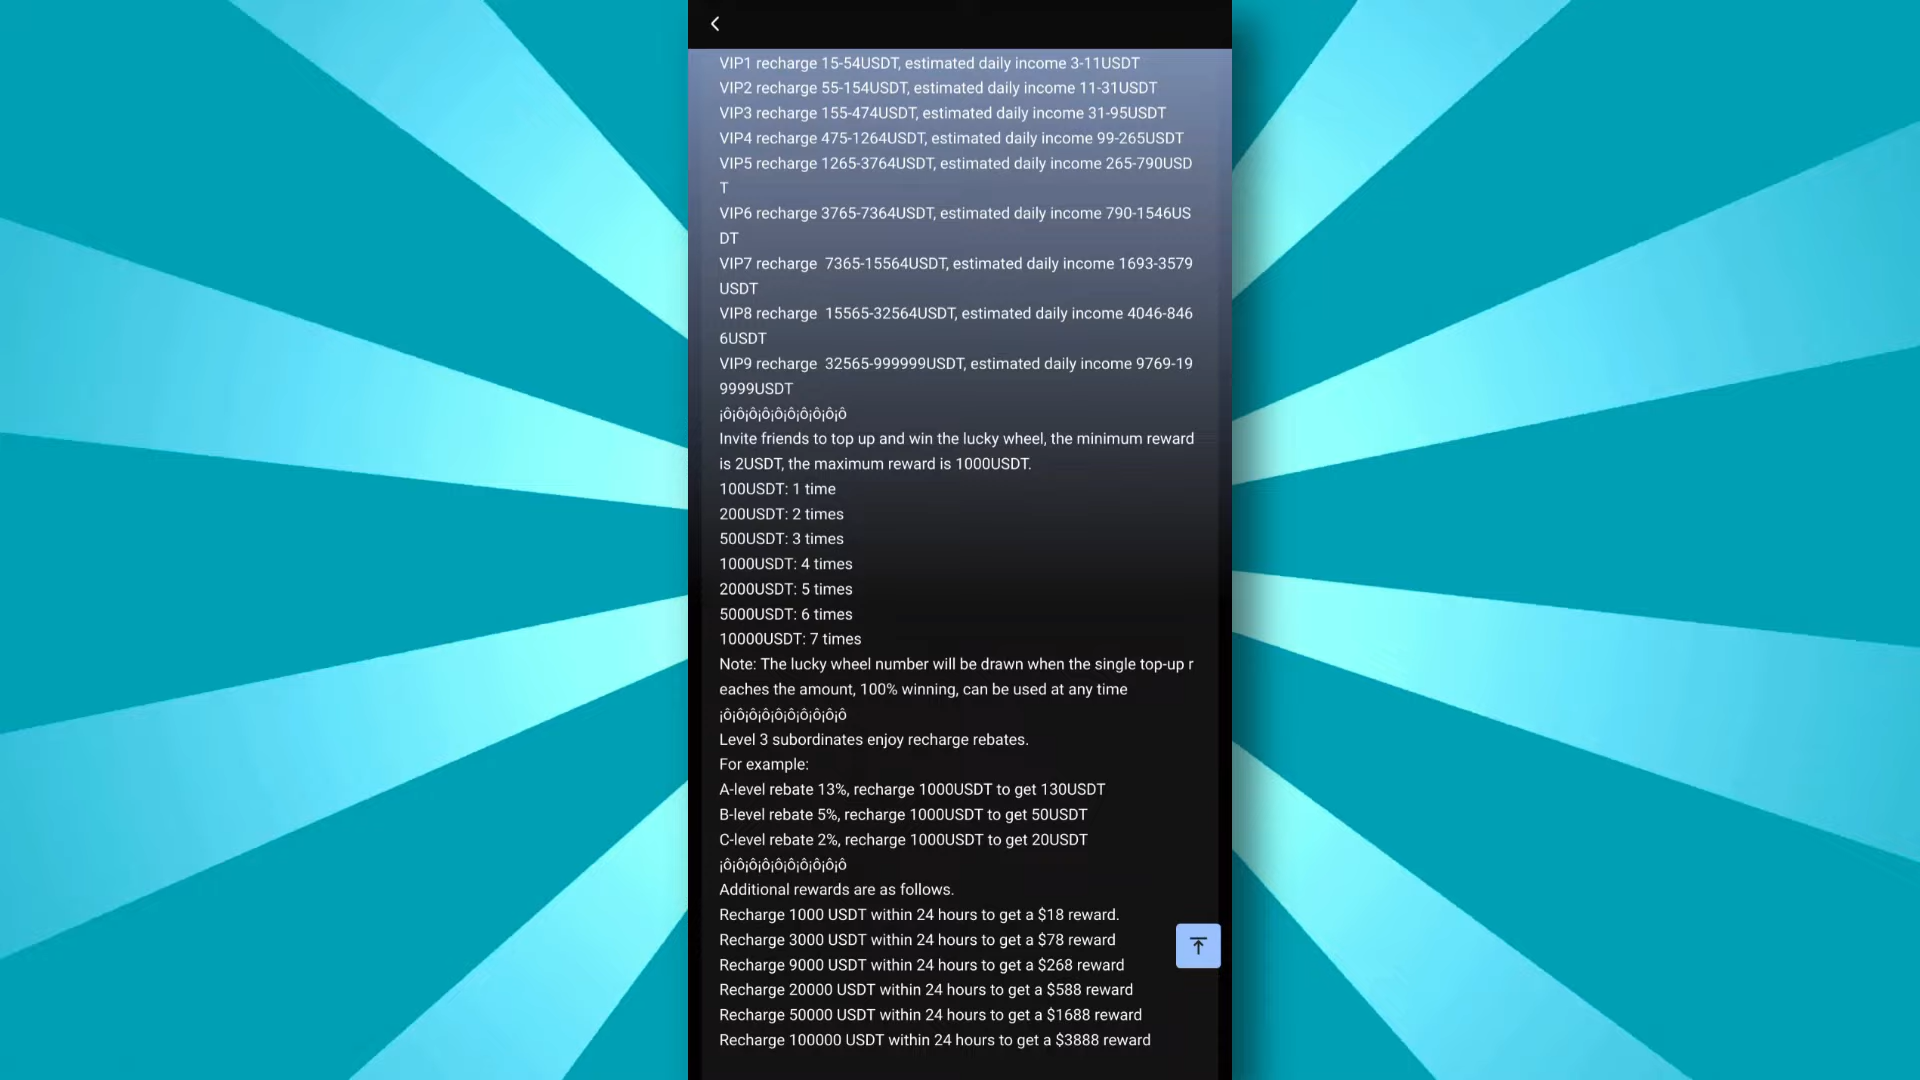 VIP1 recharge 15-54USDT, estimated daily income 3-11USDT
VIP2 recharge 55-154USDT, estimated daily income 11-31USDT
VIP3 recharge 155-474USDT, estimated daily income 31-95USDT
VIP4 recharge 475-1264USDT, estimated daily income 99-265USDT
VIP5 recharge 1265-3764USDT, estimated daily income 265-790USD
T
VIP6 recharge 3765-7364USDT, estimated daily income 790-1546US
DT
VIP7 recharge  7365-15564USDT, estimated daily income 1693-3579
USDT
VIP8 recharge  15565-32564USDT, estimated daily income 4046-846
6USDT
VIP9 recharge  32565-999999USDT, estimated daily income 9769-19
9999USDT
¡ô¡ô¡ô¡ô¡ô¡ô¡ô¡ô¡ô¡ô
Invite friends to top up and win the lucky wheel, the minimum reward
is 2USDT, the maximum reward is 1000USDT.
100USDT: 1 time
200USDT: 2 times
500USDT: 3 times
1000USDT: 4 times
2000USDT: 5 times
5000USDT: 6 times
10000USDT: 7 times
Note: The lucky wheel number will be drawn when the single top-up r
eaches the amount, 100% winning, can be used at any time
¡ô¡ô¡ô¡ô¡ô¡ô¡ô¡ô¡ô¡ô
Level 3 subordinates enjoy recharge rebates.
For example:
A-level rebate 13%, recharge 1000USDT to get 130USDT
B-level rebate 5%, recharge 1000USDT to get 50USDT
C-level rebate 2%, recharge 1000USDT to get 20USDT
¡ô¡ô¡ô¡ô¡ô¡ô¡ô¡ô¡ô¡ô
Additional rewards are as follows.
Recharge 1000 USDT within 24 hours to get a $18 reward.
Recharge 3000 USDT within 24 hours to get a $78 reward
Recharge 9000 USDT within 24 hours to get a $268 reward
Recharge 20000 USDT within 24 hours to get a $588 reward
Recharge 50000 USDT within 24 hours to get a $1688 reward
Recharge 100000 USDT within 24 hours to get a $3888 reward